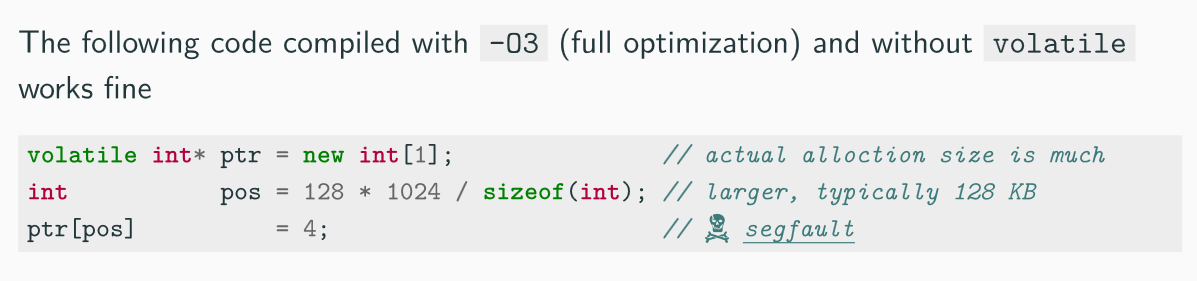 The following code compiled with -O3 (full optimization) and without volatile
works fine
volatile int* ptr = new int[1]; // actual alloction size is much
int pos = 128 * 1024 / sizeof(int); // larger, typically 128 KB
ptr[pos] = 4; // ☠ segfault